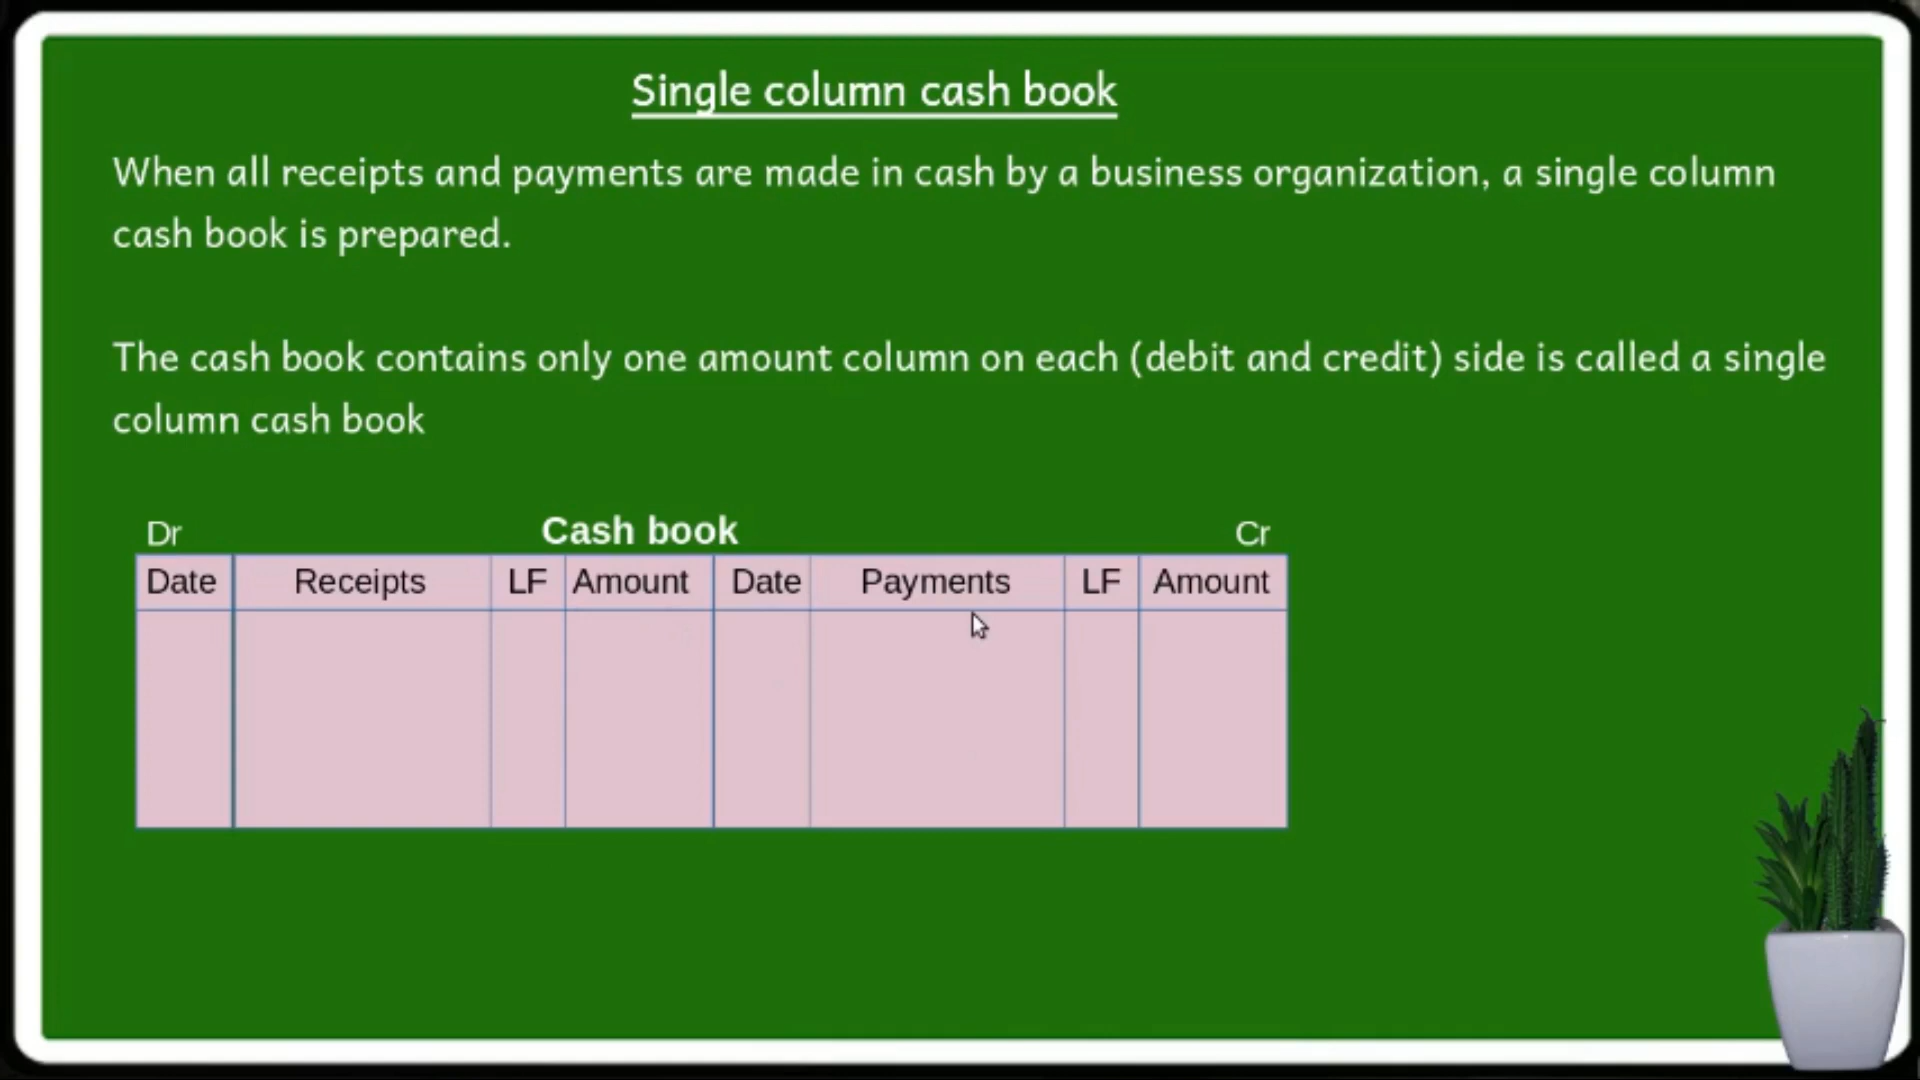 Single column cash book
When all receipts and payments are made in cash by a business organization, a single column
cash book is prepared.
The cash book contains only one amount column on each (debit and credit) side is called a single
column cash book
Dr Cash book Cr
Date Receipts LF Amount Date Payments LF Amount